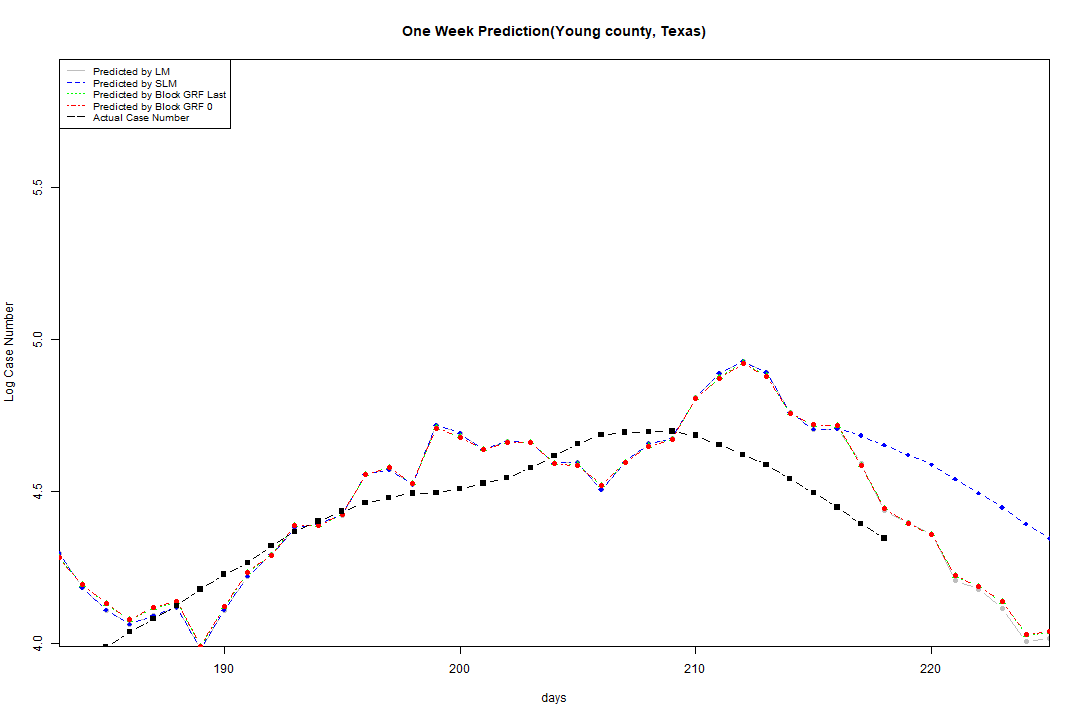 One Week Prediction(Young county, Texas)
Predicted by LM
Predicted by SLM
Predicted by Block GRF Last
Predicted by Block GRF 0
Actual Case Number
5.5
5.0
4.5
4.0
Log Case Number
190 200 210 220
days